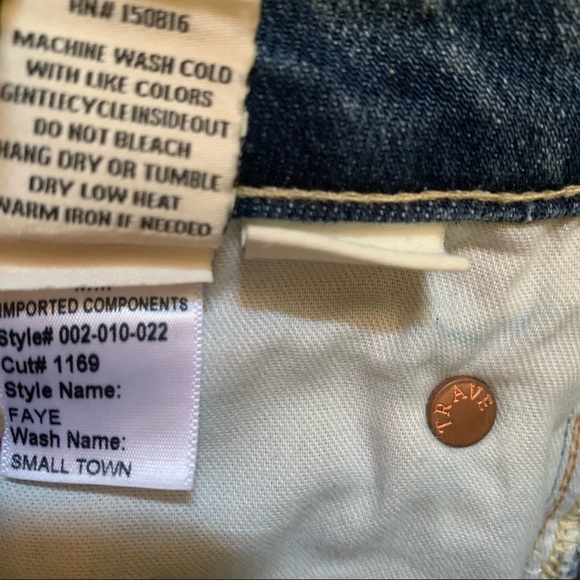 RN# 150816
MACHINE WASH COLD
WITH LIKE COLORS
GENTLECYCLEINSIDEOUT
DO NOT BLEACH
HANG DRY OR TUMBLE
DRY LOW HEAT
WARM IRON IF NEEDED
IMPORTED COMPONENTS
Style# 002-010-022
Cut# 1169
Style Name:
FAYE
Wash Name:
SMALL TOWN
TRAVE